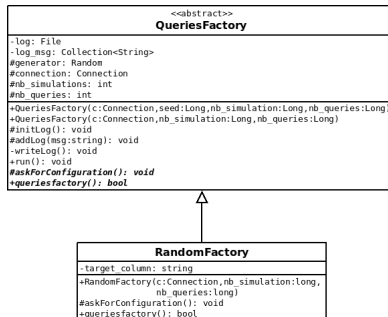 <<abstract>>
QueriesFactory
-log: File
-log_msg: Collection<String>
#generator: Random
#connection: Connection
#nb_simulations: int
#nb_queries: int
+QueriesFactory(c:Connection,seed:Long,nb_simulation:Long,nb_queries:Long)
+QueriesFactory(c:Connection,nb_simulation:Long,nb_queries:Long)
#initLog(): void
#addLog(msg:string): void
-writeLog(): void
+run(): void
#askForConfiguration(): void
+queriesfactory(): bool
RandomFactory
-target_column: string
+RandomFactory(c:Connection,nb_simulation:long,
nb_queries:long)
#askForConfiguration(): void
+queriesfactory(): bool